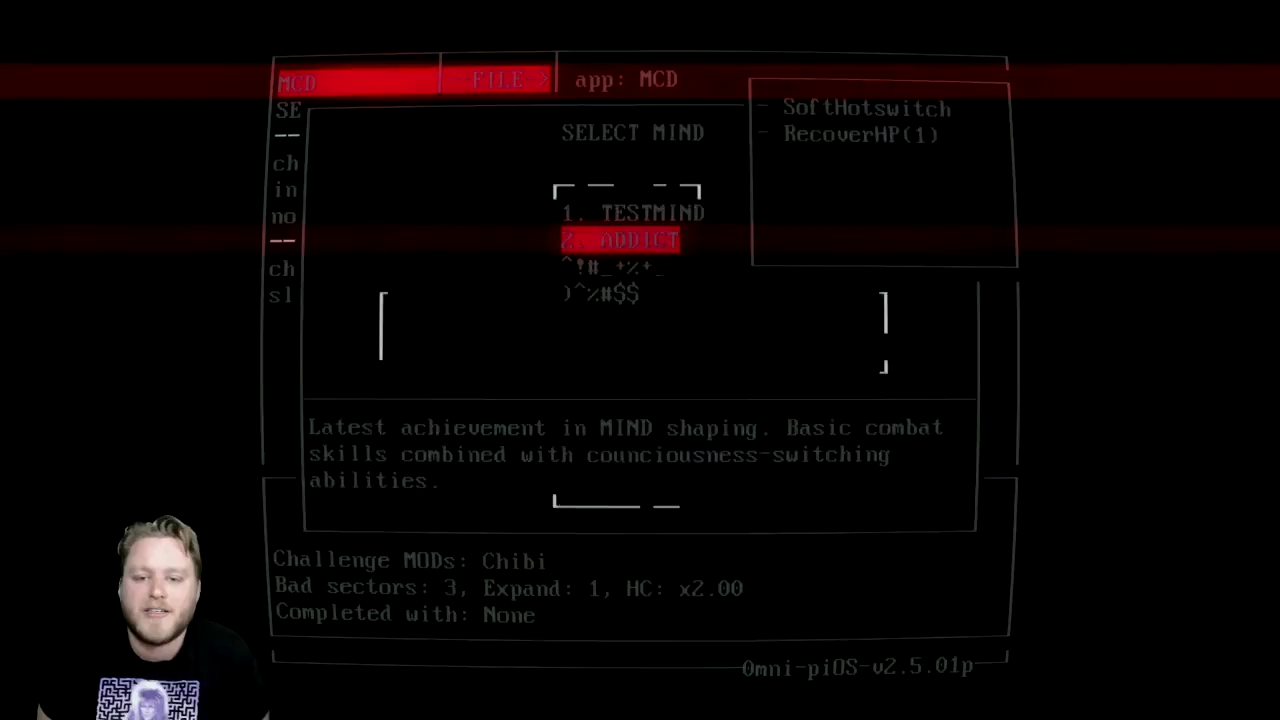 MCD
--FILE->
app: MCD
SE
--
ch
in
no
--
ch
sl
- SoftHotswitch
- RecoverHP(1)
SELECT MIND
1. TESTMIND
2. ADDICT
^!#_+%+_
)^%#$$
Latest achievement in MIND shaping. Basic combat
skills combined with counciousness-switching
abilities.
Challenge MODs: Chibi
Bad sectors: 3, Expand: 1, HC: x2.00
Completed with: None
0mni-piOS-v2.5.01p